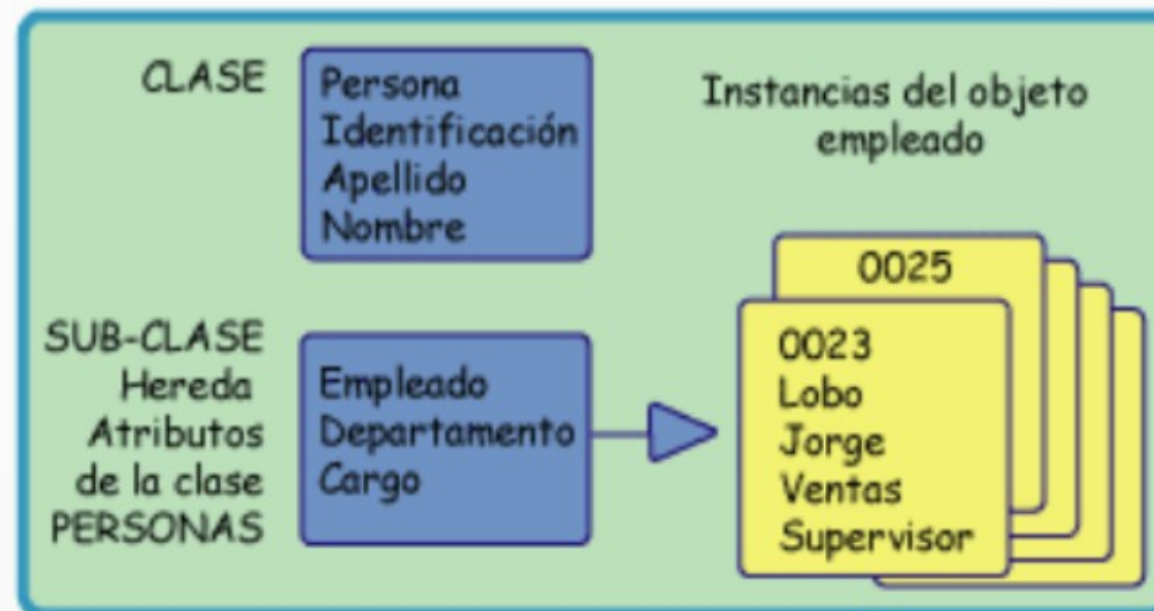 CLASE
Persona
Identificación
Apellido
Nombre
Instancias del objeto
empleado
SUB-CLASE
Hereda
Atributos
de la clase
PERSONAS
Empleado
Departamento
Cargo
0025
0023
Lobo
Jorge
Ventas
Supervisor